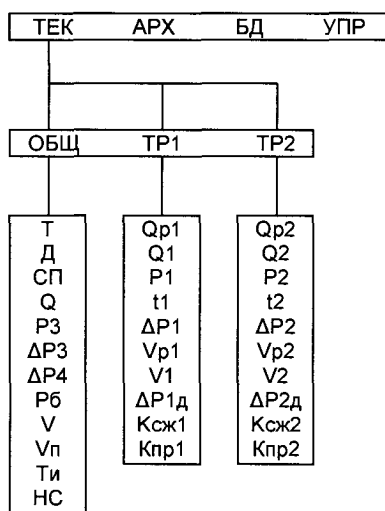 ТЕК АРХ БД УПР
ОБЩ ТР1 ТР2
Т Qр1 Qр2
Д Q1 Q2
СП Р1 Р2
Q t1 t2
Р3 ΔР1 ΔР2
ΔР3 Vр1 Vр2
ΔР4 V1 V2
Рб ΔР1д ΔР2д
V Ксж1 Ксж2
Vп Кпр1 Кпр2
Ти
НС